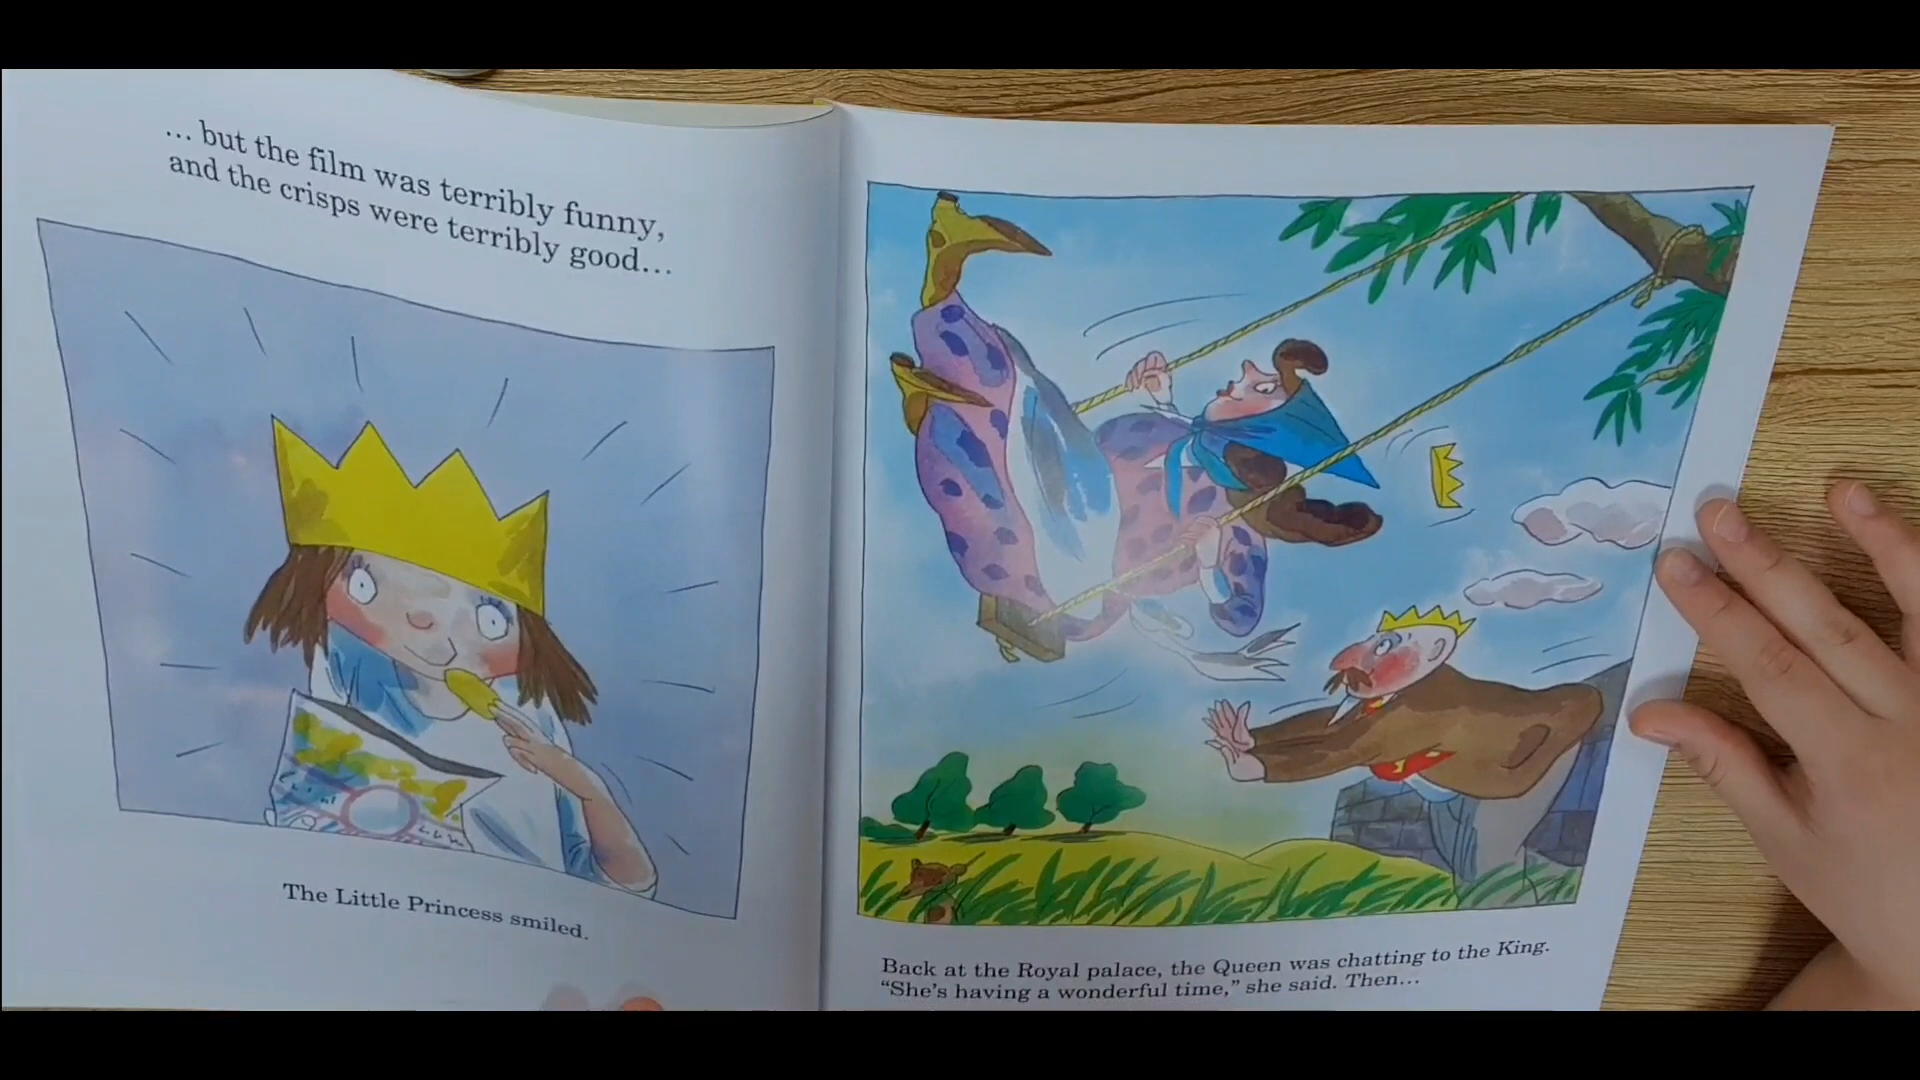 … but the film was terribly funny,
and the crisps were terribly good…
The Little Princess smiled.
Back at the Royal palace, the Queen was chatting to the King.
“She’s having a wonderful time,” she said. Then…